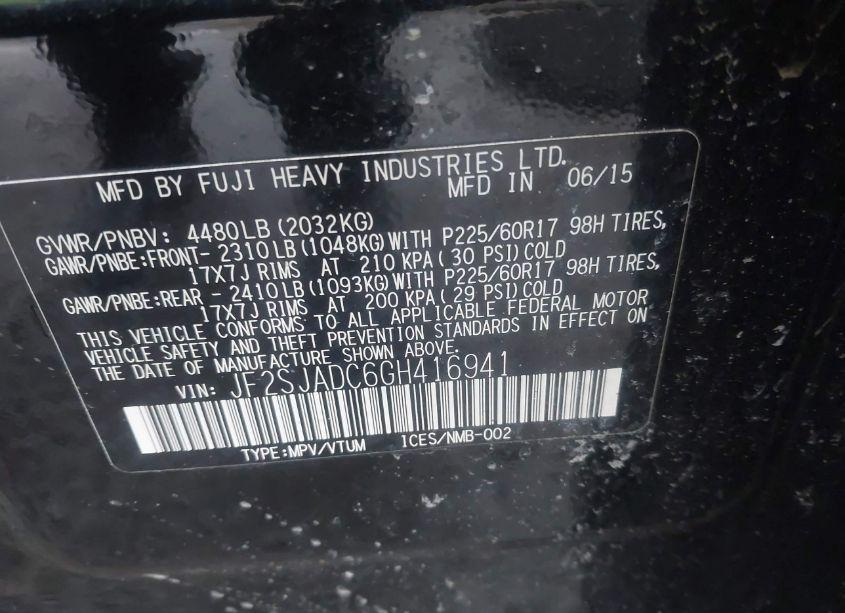 MFD BY FUJI HEAVY INDUSTRIES LTD.
MFD IN 06/15
GVWR/PNBV: 4480LB (2032KG)
GAWR/PNBE:FRONT- 2310LB (1048KG) WITH P225/60R17 98H TIRES,
17X7J RIMS AT 210 KPA( 30 PSI) COLD
GAWR/PNBE:REAR - 2410LB (1093KG) WITH P225/60R17 98H TIRES,
17X7J RIMS AT 200 KPA( 29 PSI) COLD
THIS VEHICLE CONFORMS TO ALL APPLICABLE FEDERAL MOTOR
VEHICLE SAFETY AND THEFT PREVENTION STANDARDS IN EFFECT ON
THE DATE OF MANUFACTURE SHOWN ABOVE.
VIN: JF2SJADC6GH416941
TYPE:MPV/VTUM ICES/NMB-002